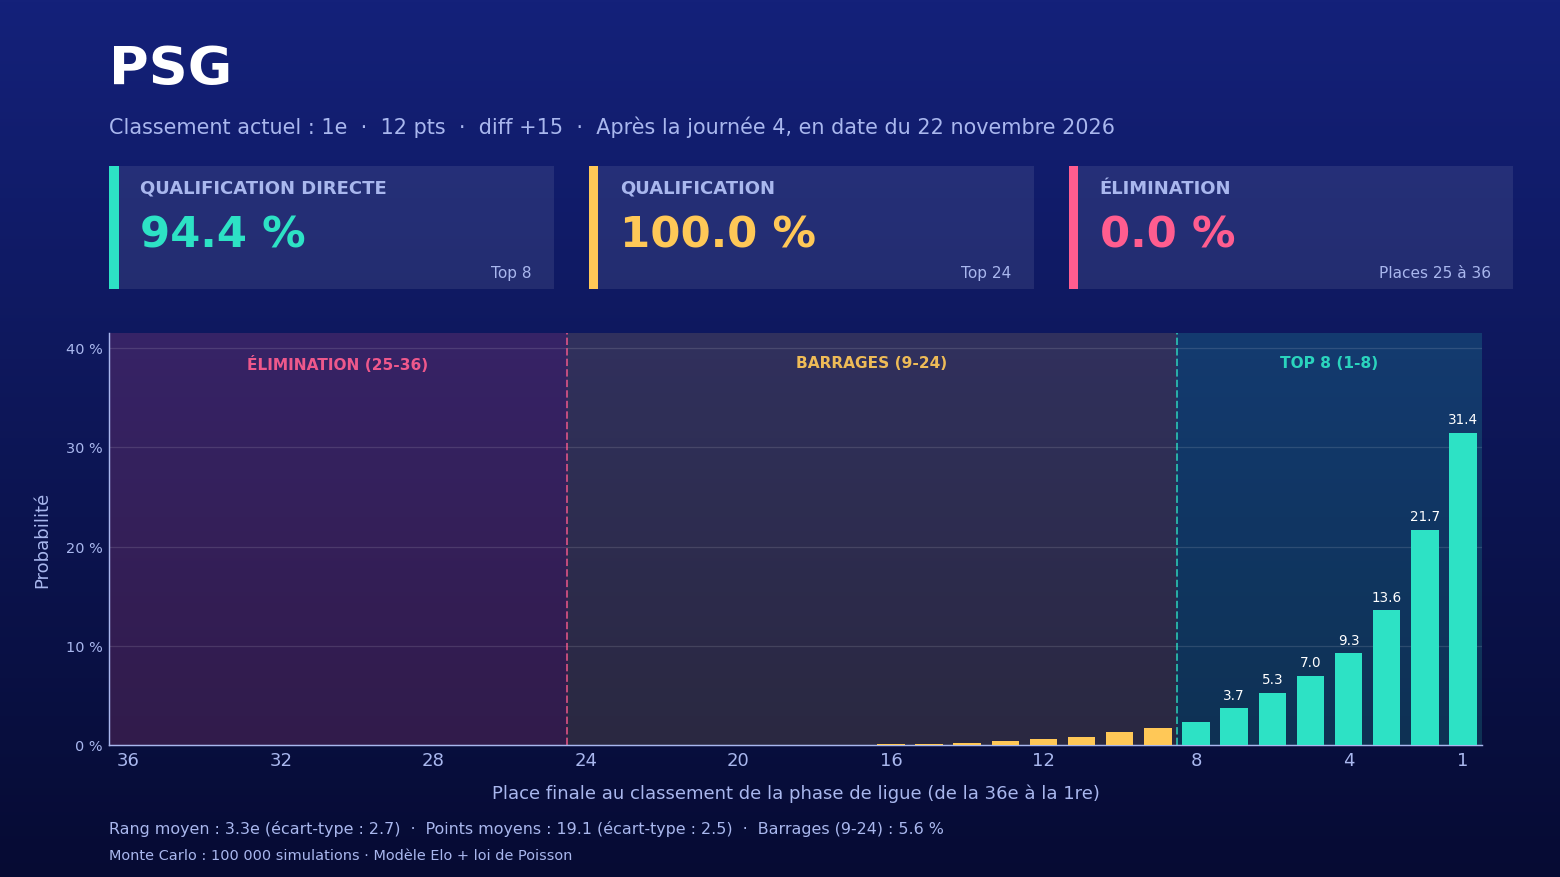 PSG
Classement actuel : 1e · 12 pts · diff +15 · Après la journée 4, en date du 22 novembre 2026
QUALIFICATION DIRECTE
94.4 %
Top 8
QUALIFICATION
100.0 %
Top 24
ÉLIMINATION
0.0 %
Places 25 à 36
ÉLIMINATION (25-36)
BARRAGES (9-24)
TOP 8 (1-8)
40 %
30 %
20 %
10 %
0 %
Probabilité
3.7
5.3
7.0
9.3
13.6
21.7
31.4
36 32 28 24 20 16 12 8 4 1
Place finale au classement de la phase de ligue (de la 36e à la 1re)
Rang moyen : 3.3e (écart-type : 2.7) · Points moyens : 19.1 (écart-type : 2.5) · Barrages (9-24) : 5.6 %
Monte Carlo : 100 000 simulations · Modèle Elo + loi de Poisson